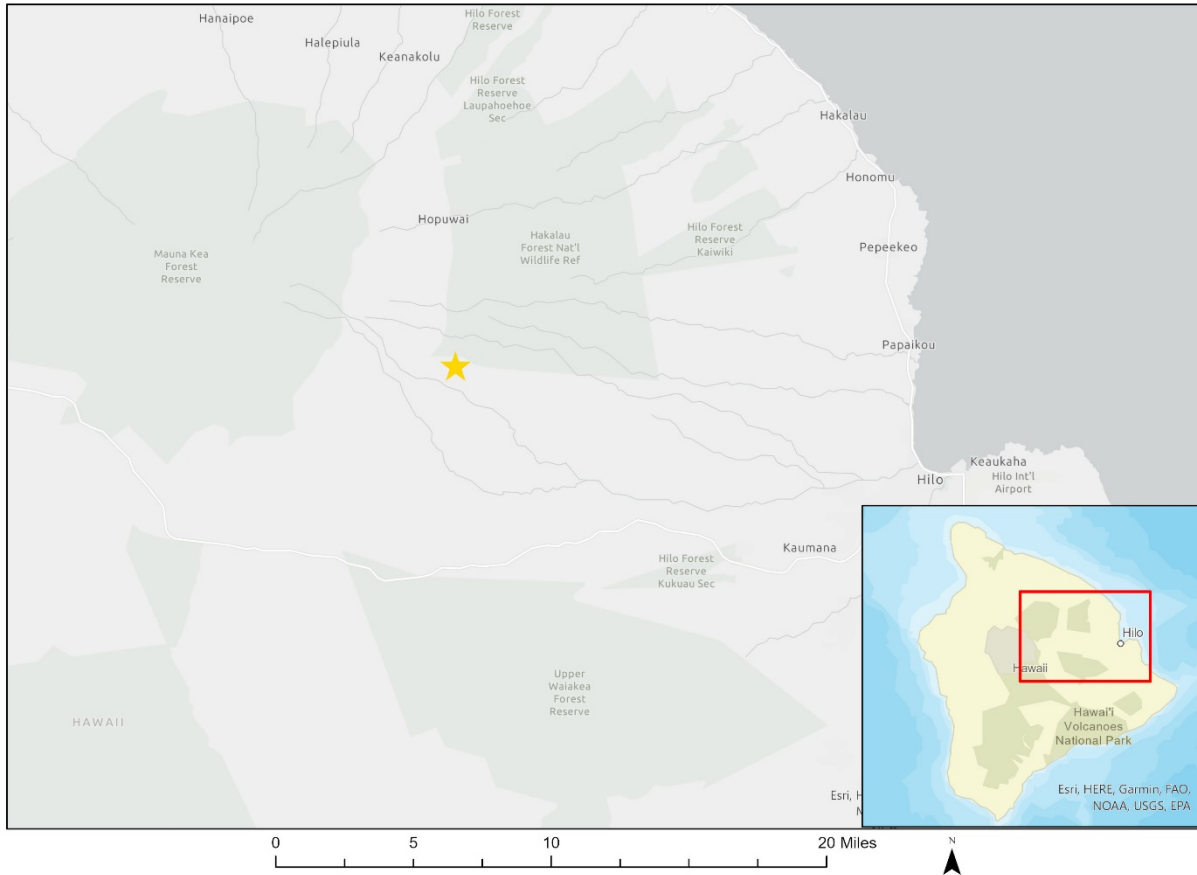 Hanaipoe
Halepiula
Keanakolu
Hilo Forest
Reserve
Hilo Forest
Reserve
Laupahoehoe
Sec
Hakalau
Honomu
Hopuwai
Hakalau
Forest Nat'l
Wildlife Ref
Hilo Forest
Reserve
Kaiwiki
Pepeekeo
Mauna Kea
Forest
Reserve
Papaikou
Keaukaha
Hilo Int'l
Airport
Hilo
Kaumana
Hilo Forest
Reserve
Kukuau Sec
Upper
Waiakea
Forest
Reserve
HAWAII
Esri,
Hilo
Hawaii
Hawai'i
Volcanoes
National Park
Esri, HERE, Garmin, FAO,
NOAA, USGS, EPA
0 5 10 20 Miles
N